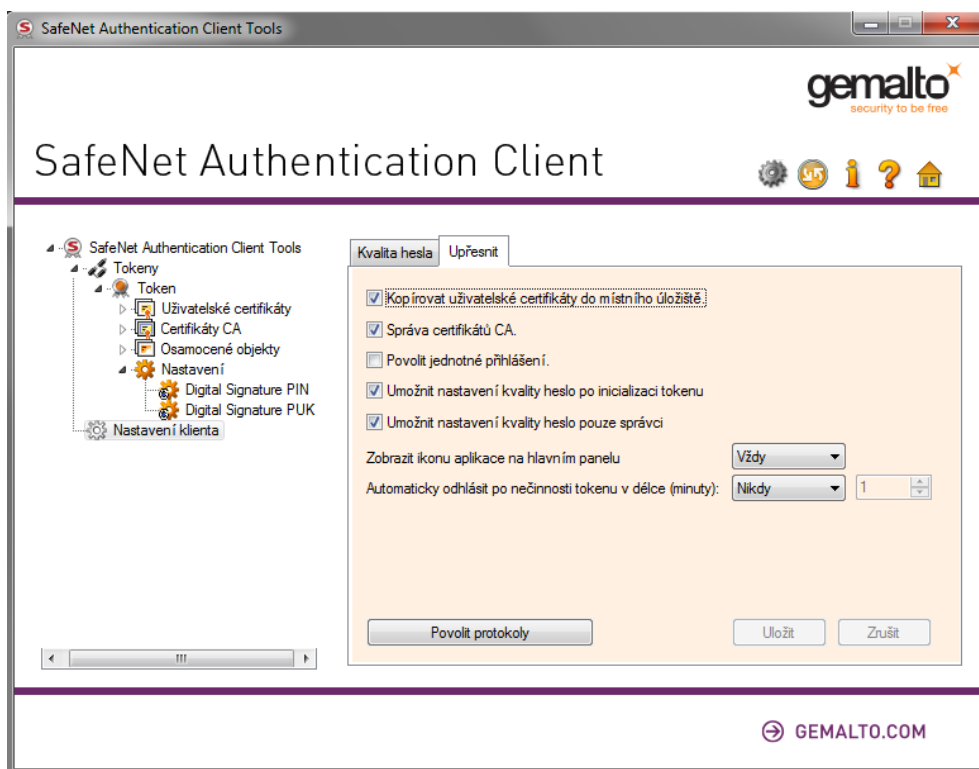 SafeNet Authentication Client Tools
gemalto
security to be free
SafeNet Authentication Client
SafeNet Authentication Client Tools
Tokeny
Token
Uživatelské certifikáty
Certifikáty CA
Osamocené objekty
Nastavení
Digital Signature PIN
Digital Signature PUK
Nastavení klienta
Kvalita hesla
Upřesnit
Kopírovat uživatelské certifikáty do místního úložiště.
Správa certifikátů CA.
Povolit jednotné přihlášení.
Umožnit nastavení kvality heslo po inicializaci tokenu
Umožnit nastavení kvality heslo pouze správci
Zobrazit ikonu aplikace na hlavním panelu Vždy
Automaticky odhlásit po nečinnosti tokenu v délce (minuty): Nikdy 1
Povolit protokoly Uložit Zrušit
GEMALTO.COM